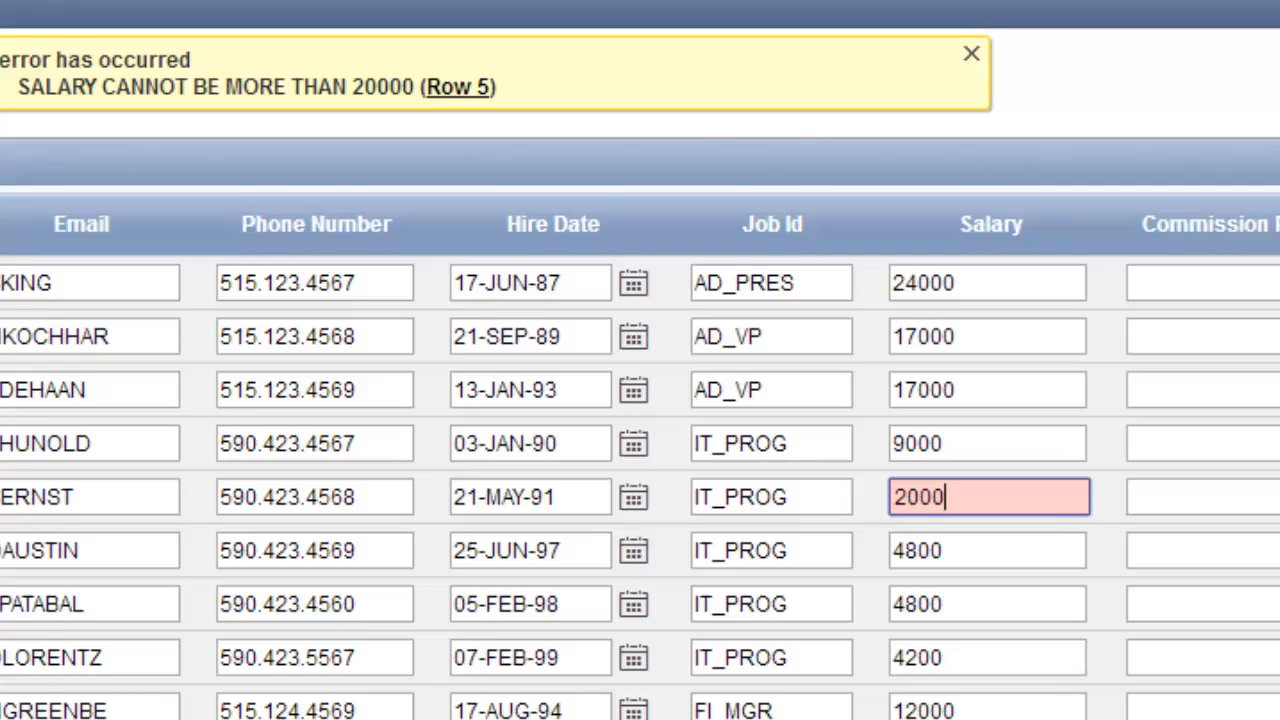 error has occurred
SALARY CANNOT BE MORE THAN 20000 (Row 5)
Email Phone Number Hire Date Job Id Salary Commission
KING 515.123.4567 17-JUN-87 AD_PRES 24000
KOCHHAR 515.123.4568 21-SEP-89 AD_VP 17000
DEHAAN 515.123.4569 13-JAN-93 AD_VP 17000
HUNOLD 590.423.4567 03-JAN-90 IT_PROG 9000
ERNST 590.423.4568 21-MAY-91 IT_PROG 2000
AUSTIN 590.423.4569 25-JUN-97 IT_PROG 4800
PATABAL 590.423.4560 05-FEB-98 IT_PROG 4800
LORENTZ 590.423.5567 07-FEB-99 IT_PROG 4200
GREENBE 515.124.4569 17-AUG-94 FI_MGR 12000